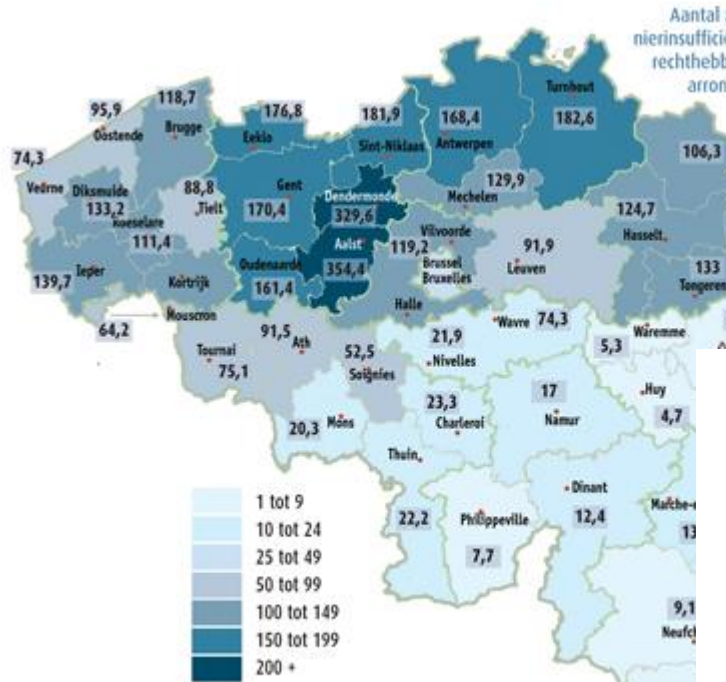 Aantal
nierinsufficië
rechthebb
arron
95,9
Oostende
118,7
Brugge
176,8
Eeklo
181,9
Sint-Niklaas
168,4
Antwerpen
Turnhout
182,6
106,3
74,3
Veurne
Diksmuide
133,2
Roeselare
88,8
Tielt
Gent
170,4
Dendermonde
329,6
129,9
Mechelen
124,7
Hasselt
111,4
Aalst
354,4
119,2
Vilvoorde
Brussel
Bruxelles
91,9
Leuven
133
Tongeren
139,7
Ieper
Kortrijk
Oudenaarde
161,4
Halle
64,2
Mouscron
91,5
Ath
Tournai
75,1
52,5
Soignies
21,9
Nivelles
Wavre
74,3
Waremme
5,3
Huy
4,7
20,3
Mons
23,3
Charleroi
17
Namur
Thuin
22,2
Philippeville
7,7
Dinant
12,4
Marche-e
13
9,1
Neufch
1 tot 9
10 tot 24
25 tot 49
50 tot 99
100 tot 149
150 tot 199
200 +